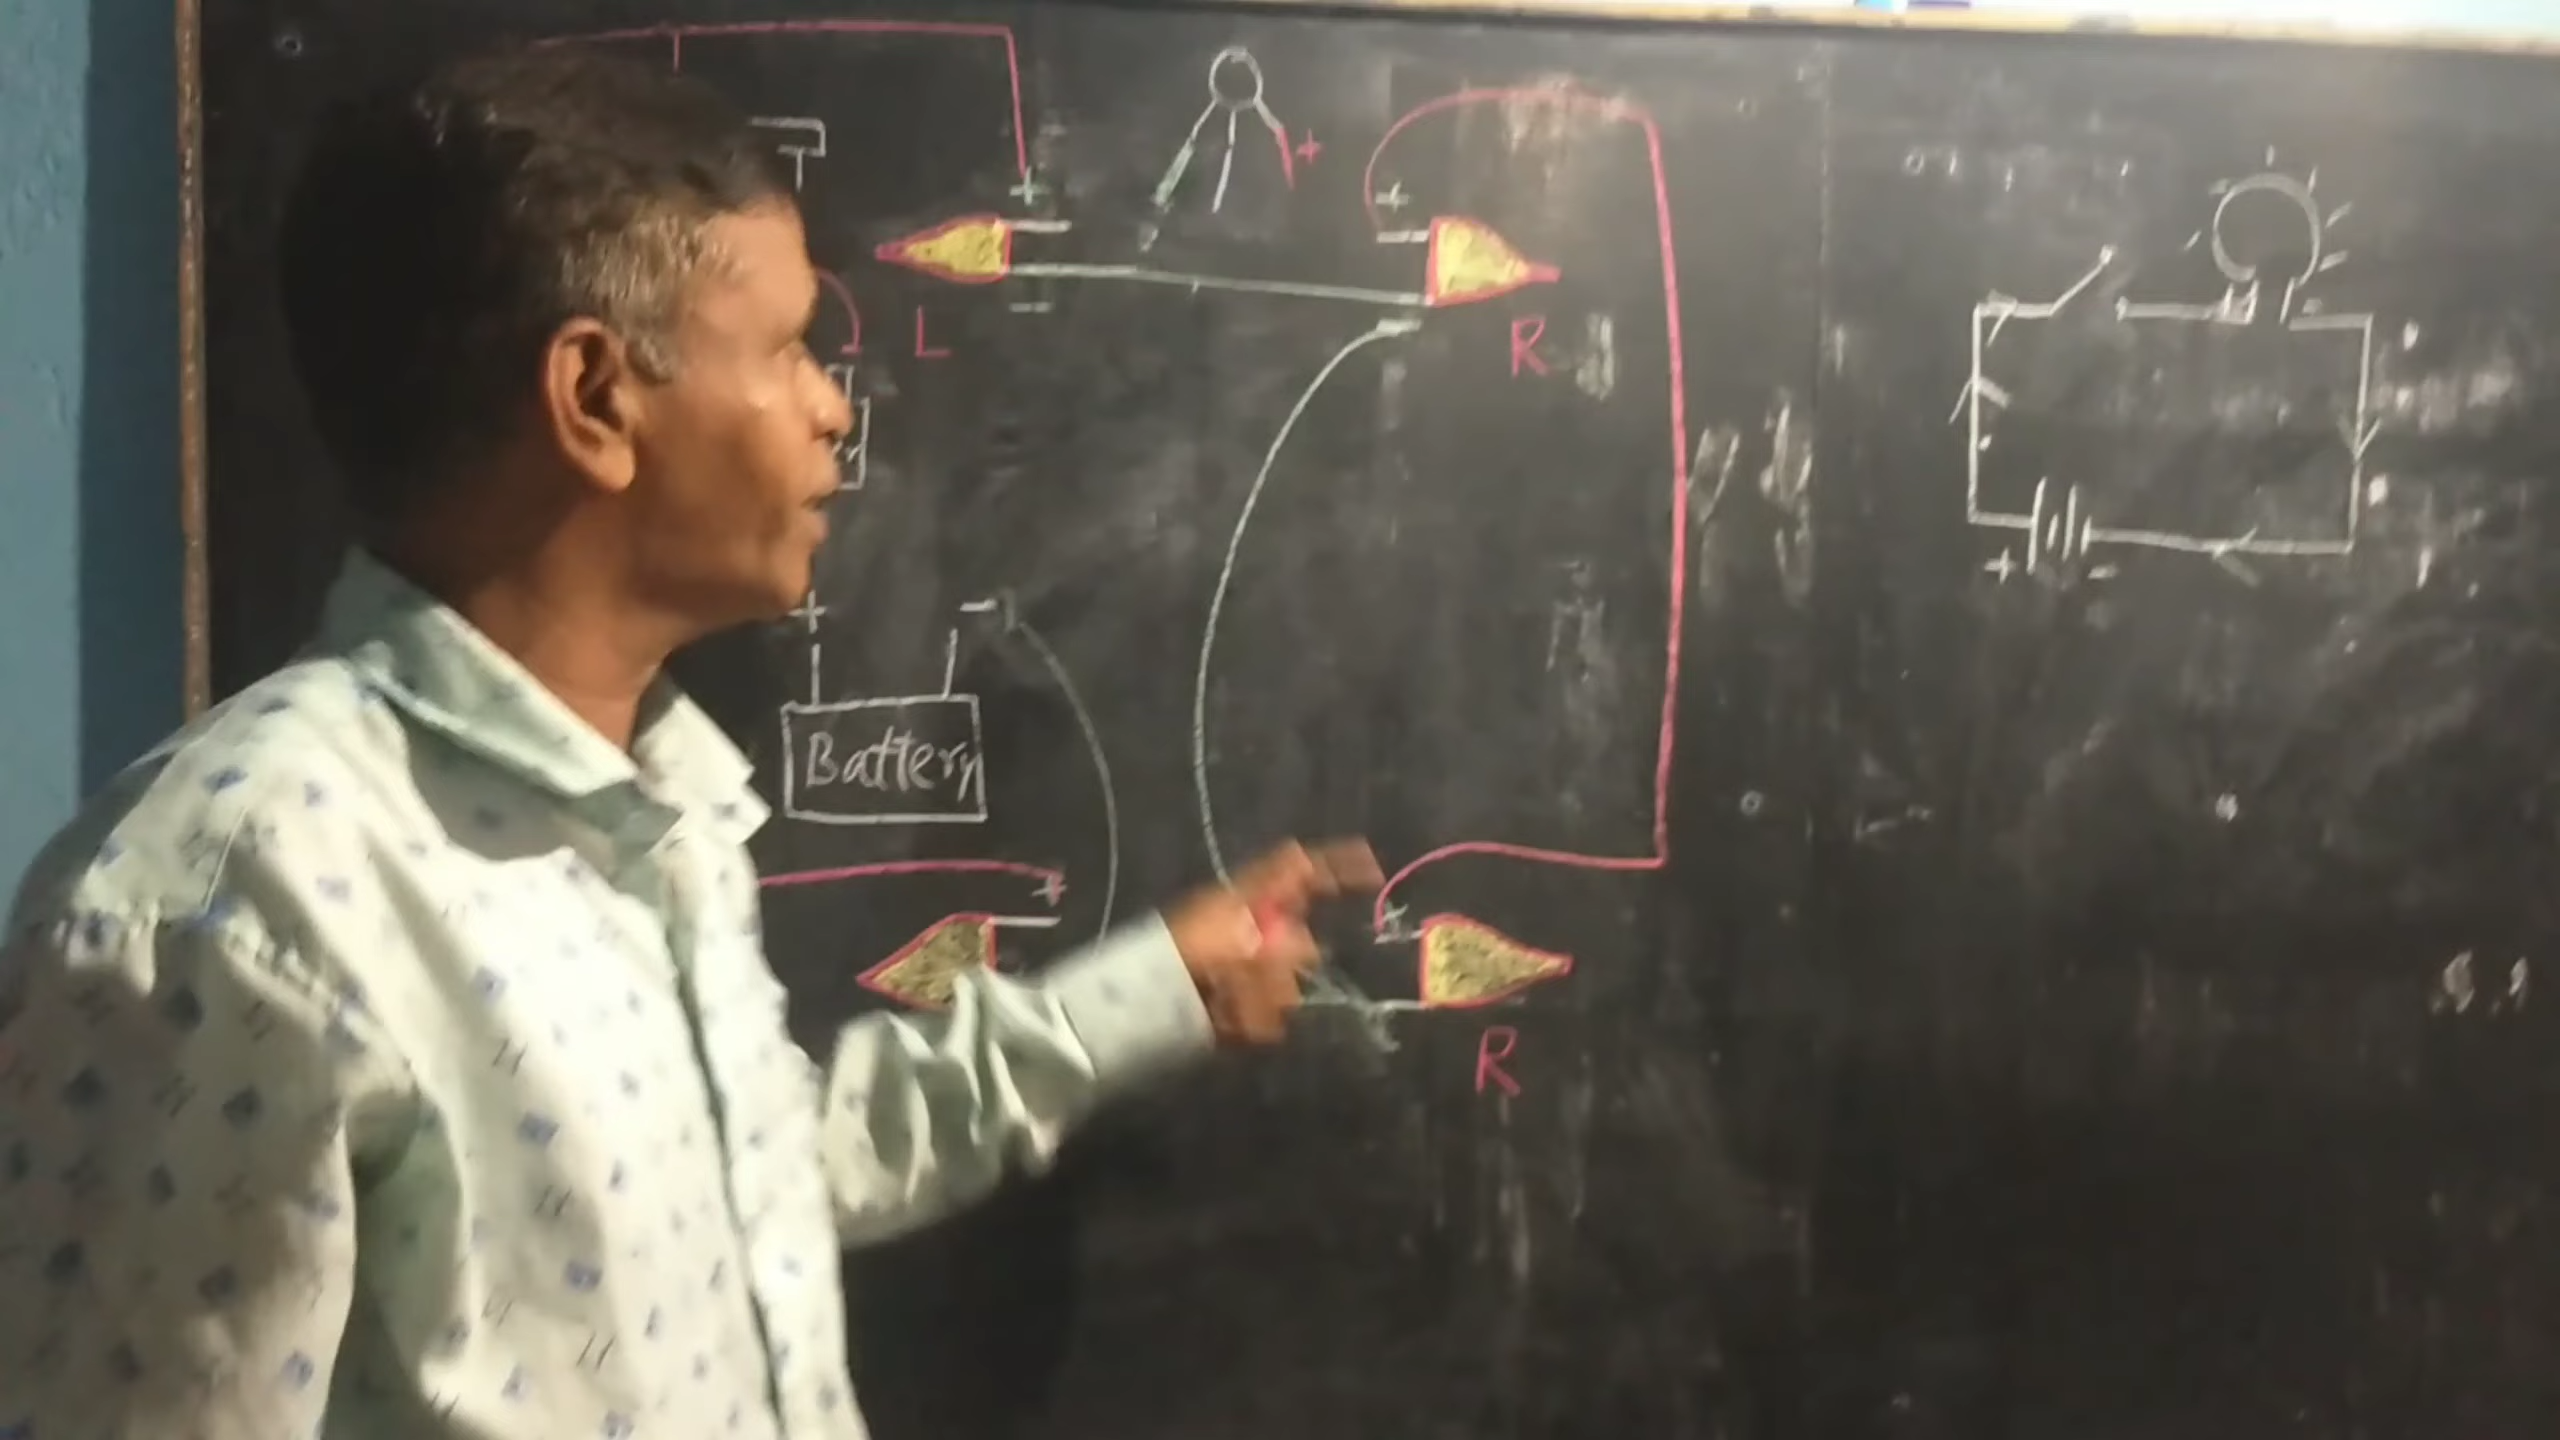 +
+
+
-
L
R
+ -
+ -
Battery
+
+
R